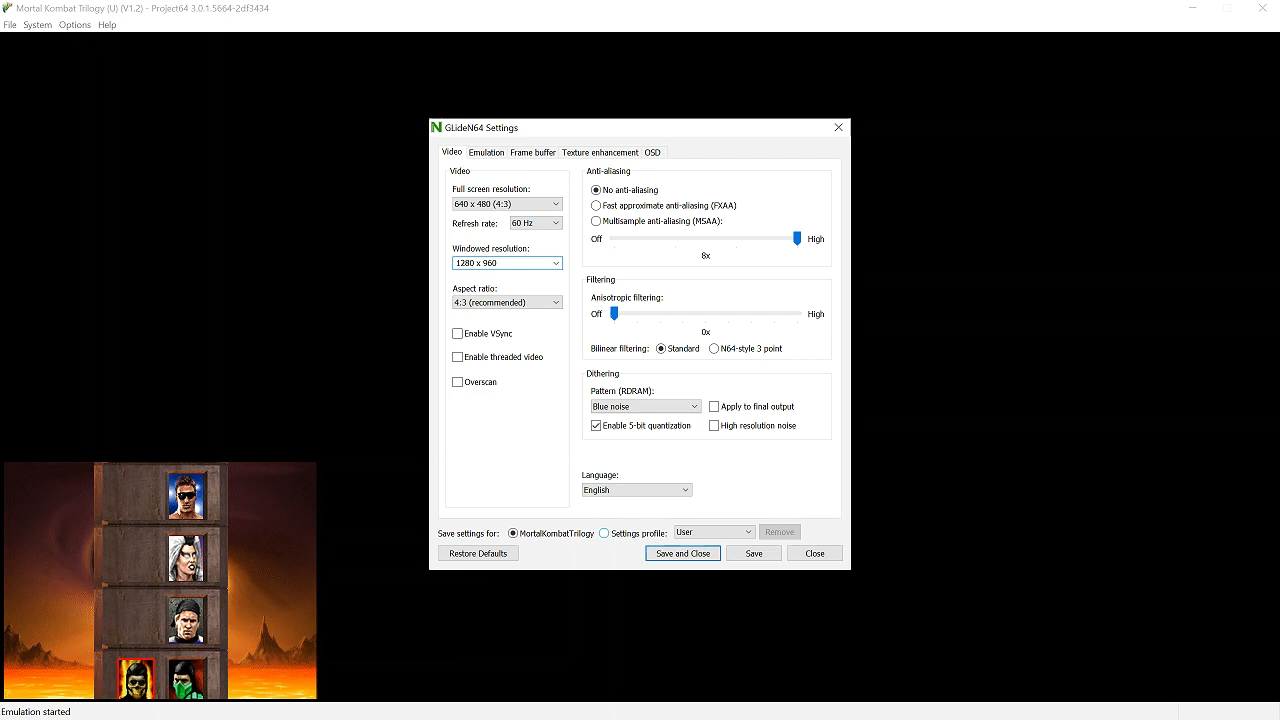 Mortal Kombat Trilogy (U) (V1.2) - Project64 3.0.1.5664-2df3434
File System Options Help
GLideN64 Settings
Video Emulation Frame buffer Texture enhancement OSD
Video
Full screen resolution:
640 x 480 (4:3)
Refresh rate: 60 Hz
Windowed resolution:
1280 x 960
Aspect ratio:
4:3 (recommended)
Enable VSync
Enable threaded video
Overscan
Anti-aliasing
No anti-aliasing
Fast approximate anti-aliasing (FXAA)
Multisample anti-aliasing (MSAA):
Off High
8x
Filtering
Anisotropic filtering:
Off High
0x
Bilinear filtering: Standard N64-style 3 point
Dithering
Pattern (RDRAM):
Blue noise Apply to final output
Enable 5-bit quantization High resolution noise
Language:
English
Save settings for: MortalKombatTrilogy Settings profile: User Remove
Restore Defaults Save and Close Save Close
Emulation started